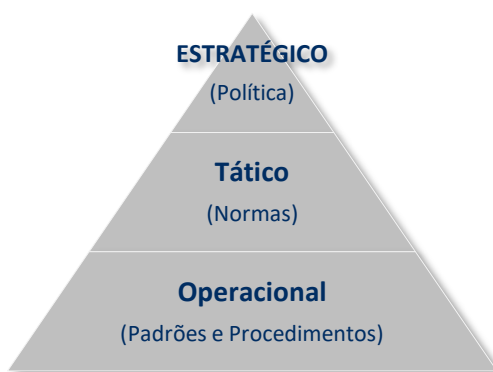 ESTRATÉGICO
(Política)
Tático
(Normas)
Operacional
(Padrões e Procedimentos)